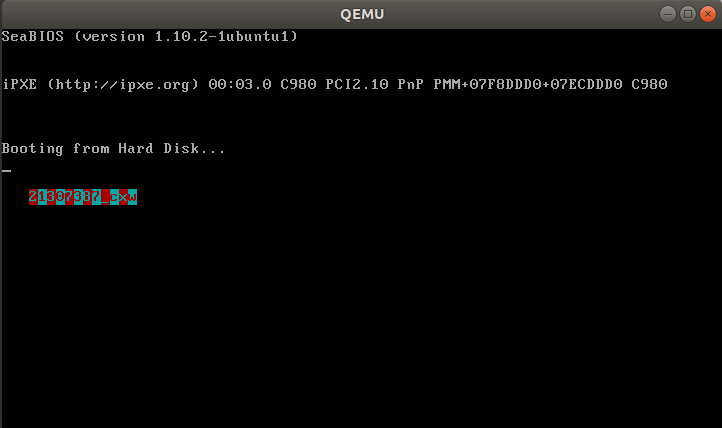 QEMU
SeaBIOS (version 1.10.2-1ubuntu1)
iPXE (http://ipxe.org) 00:03.0 C980 PCI2.10 PnP PMM+07F8DDD0+07ECDDD0 C980
Booting from Hard Disk...
21307387_cxw